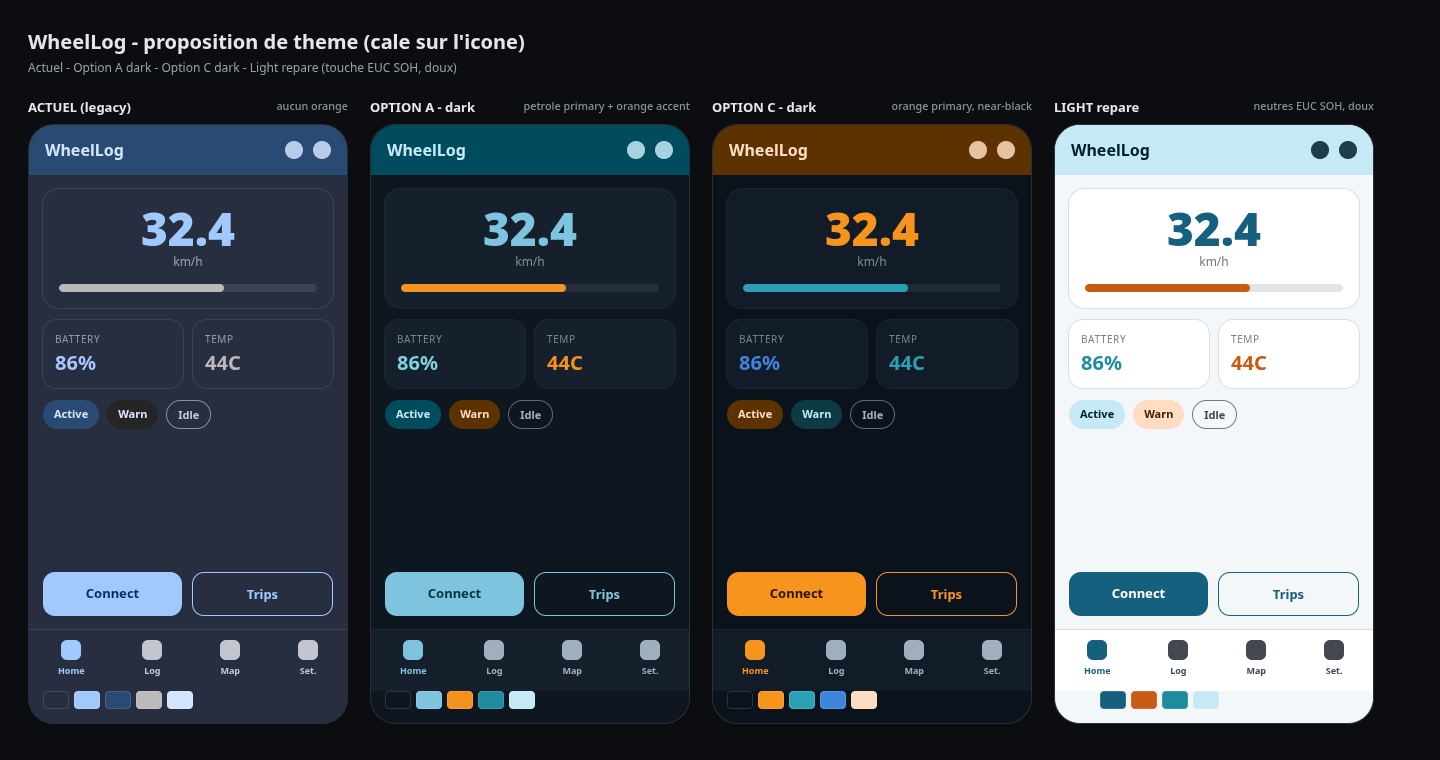 WheelLog - proposition de theme (cale sur l'icone)
Actuel - Option A dark - Option C dark - Light repare (touche EUC SOH, doux)
ACTUEL (legacy) aucun orange
WheelLog
32.4
km/h
BATTERY TEMP
86% 44C
Active Warn Idle
Connect Trips
Home Log Map Set.
OPTION A - dark petrole primary + orange accent
WheelLog
32.4
km/h
BATTERY TEMP
86% 44C
Active Warn Idle
Connect Trips
Home Log Map Set.
OPTION C - dark orange primary, near-black
WheelLog
32.4
km/h
BATTERY TEMP
86% 44C
Active Warn Idle
Connect Trips
Home Log Map Set.
LIGHT repare neutres EUC SOH, doux
WheelLog
32.4
km/h
BATTERY TEMP
86% 44C
Active Warn Idle
Connect Trips
Home Log Map Set.